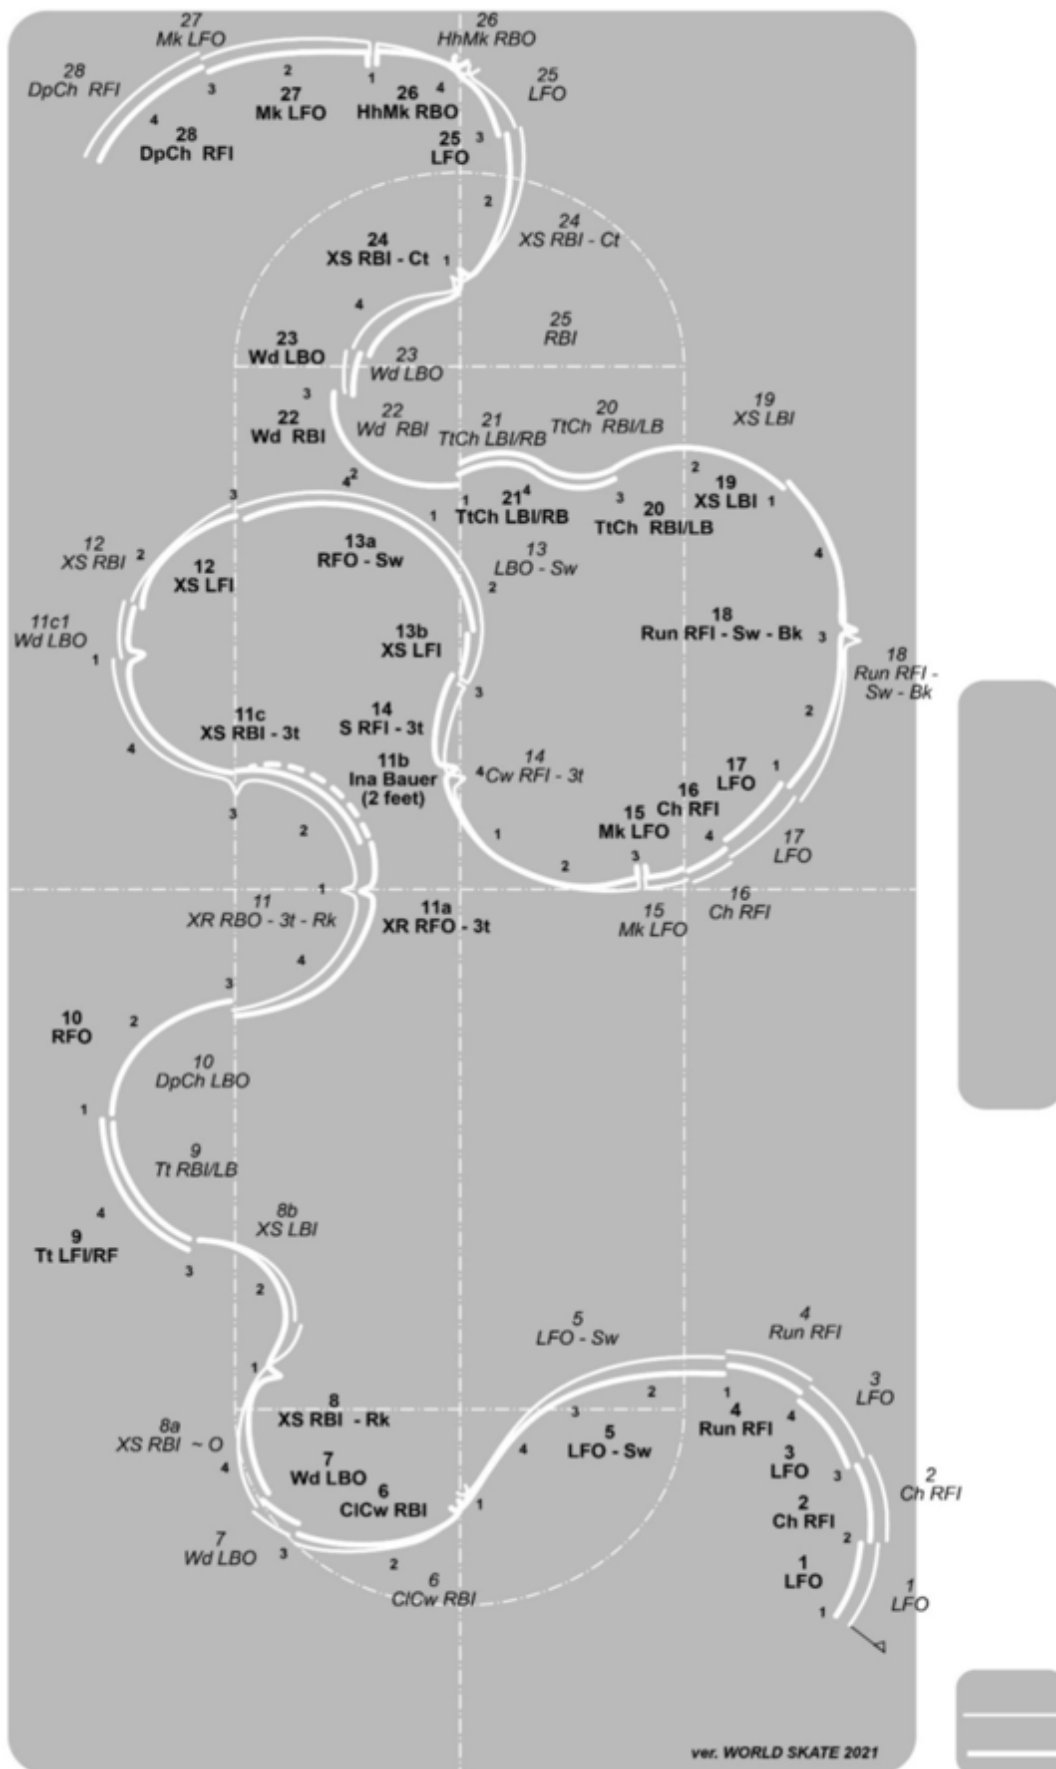 27
Mk LFO
26
HhMk RBO
28
DpCh RFI
25
LFO
2
1
3
27
Mk LFO
26
HhMk RBO
4
4
28
DpCh RFI
25
LFO
3
2
24
XS RBI - Ct
24
XS RBI - Ct
1
4
25
RBI
23
Wd LBO
23
Wd LBO
3
22
Wd RBI
22
Wd RBI
21
TtCh LBI/RB
20
TtCh RBI/LB
19
XS LBI
4
2
3
1
21
TtCh LBI/RB
4
3
20
TtCh RBI/LB
2
19
XS LBI
1
1
12
XS RBI
2
12
XS LFI
13a
RFO - Sw
13
LBO - Sw
2
4
11c1
Wd LBO
1
13b
XS LFI
18
Run RFI - Sw - Bk
3
18
Run RFI -
Sw - Bk
3
2
11c
XS RBI - 3t
14
S RFI - 3t
4
11b
Ina Bauer
(2 feet)
4
14
Cw RFI - 3t
17
LFO
1
16
Ch RFI
3
2
1
15
Mk LFO
2
3
4
17
LFO
16
Ch RFI
15
Mk LFO
1
11
XR RBO - 3t - Rk
11a
XR RFO - 3t
4
3
10
RFO
2
10
DpCh LBO
1
9
Tt RBI/LB
4
9
Tt LFI/RF
8b
XS LBI
3
2
5
LFO - Sw
4
Run RFI
1
8
XS RBI - Rk
2
3
1
4
Run RFI
4
3
LFO
8a
XS RBI ~ O
4
7
Wd LBO
4
5
LFO - Sw
3
LFO
3
2
Ch RFI
6
ClCw RBI
1
2
Ch RFI
2
7
Wd LBO
3
2
6
ClCw RBI
1
LFO
1
1
LFO
ver. WORLD SKATE 2021